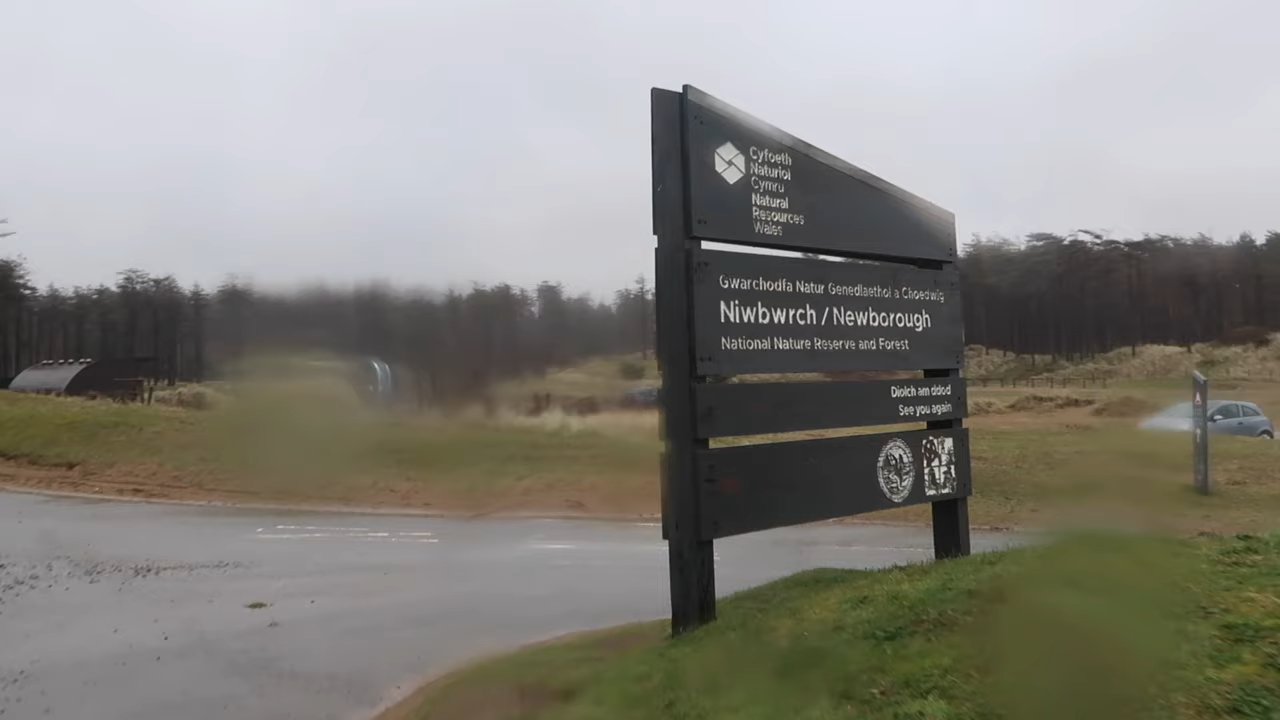 Cyfoeth
Naturiol
Cymru
Natural
Resources
Wales
Gwarchodfa Natur Genedlaethol a Choedwig
Niwbwrch / Newborough
National Nature Reserve and Forest
Diolch am ddod
See you again